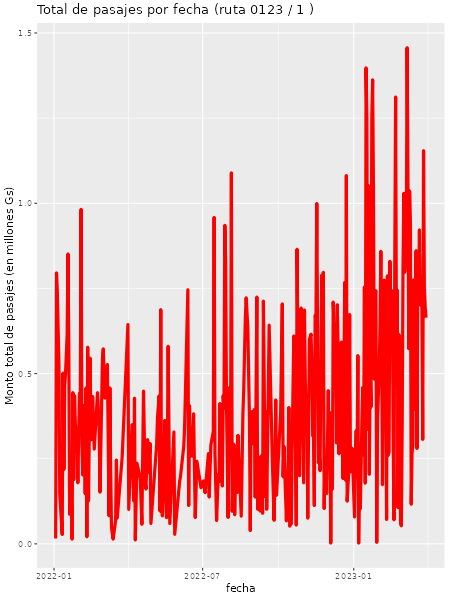 Total de pasajes por fecha (ruta 0123 / 1 )
Monto total de pasajes (en millones Gs)
1.5
1.0
0.5
0.0
2022-01
2022-07
2023-01
fecha